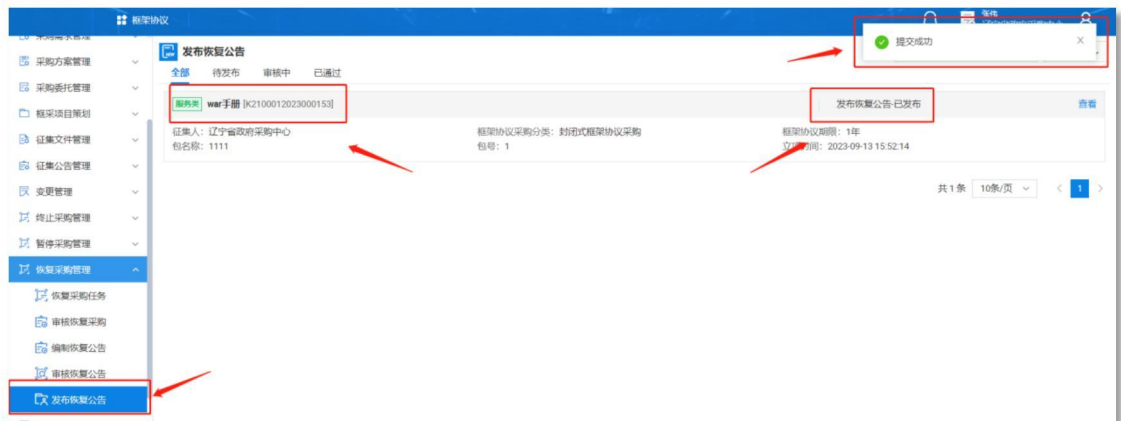 框架协议
张伟
提交成功
采购方案管理
采购委托管理
框采项目策划
征集文件管理
征集公告管理
变更管理
终止采购管理
暂停采购管理
恢复采购管理
恢复采购任务
审核恢复采购
编制恢复公告
审核恢复公告
发布恢复公告
发布恢复公告
全部 待发布 审核中 已通过
服务类 war手册 [K2100012023000153] 发布恢复公告-已发布 查看
征集人：辽宁省政府采购中心 框架协议采购分类：封闭式框架协议采购 框架协议期限：1年
包名称：1111 包号：1 立项时间：2023-09-13 15:52:14
共1条 10条/页 1